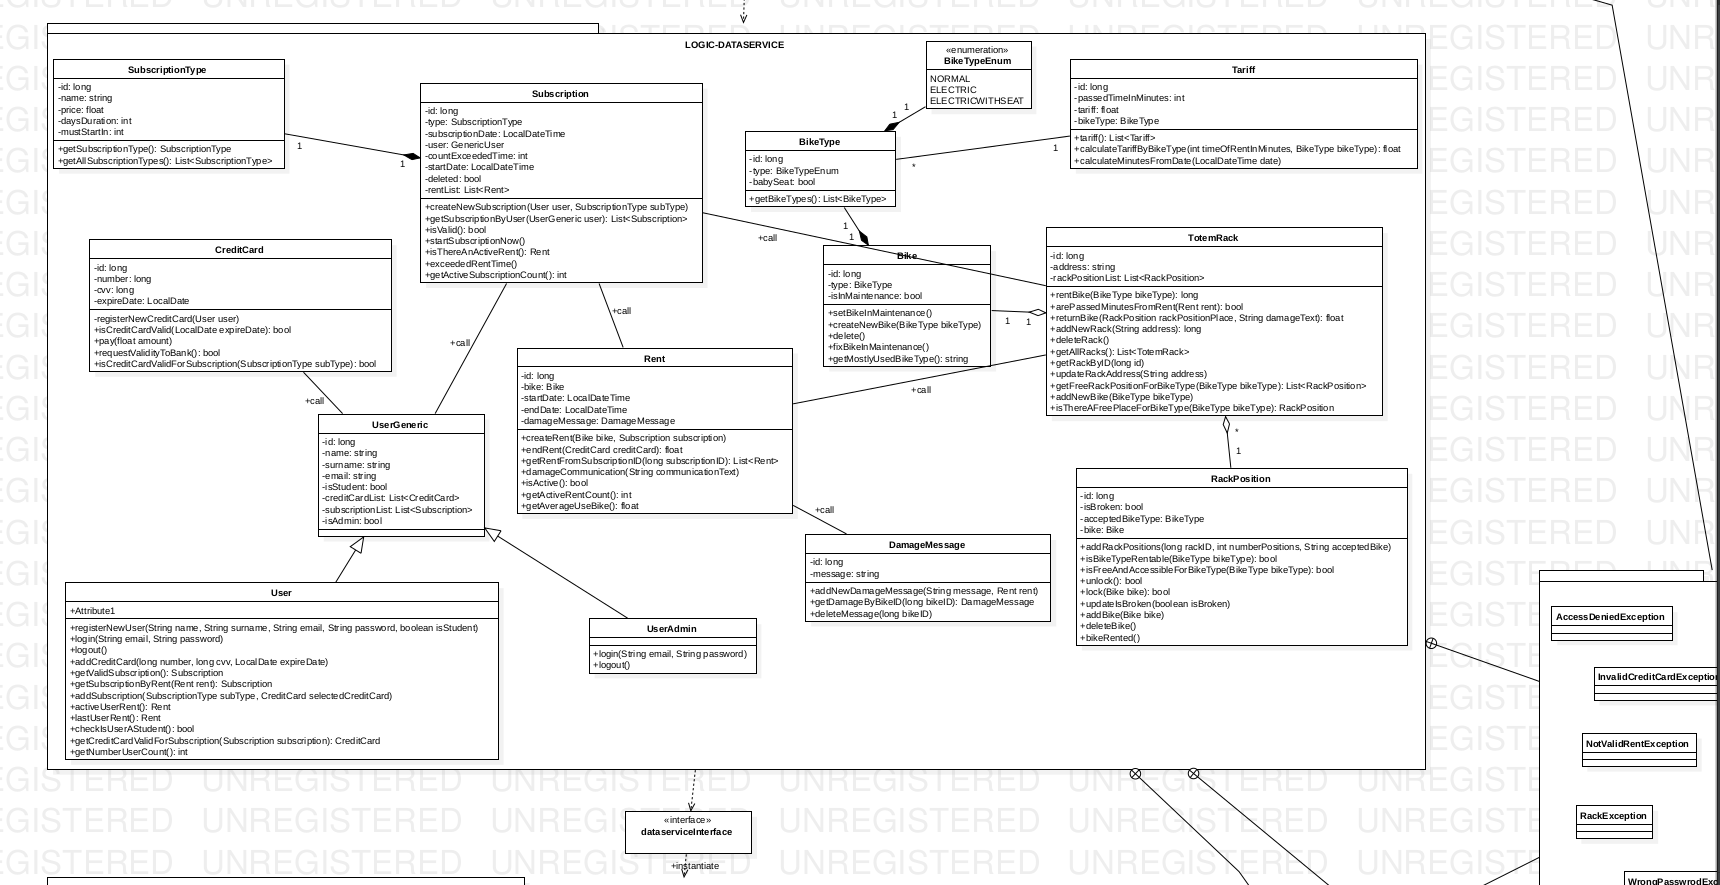 LOGIC-DATASERVICE
SubscriptionType
-id: long
-name: string
-price: float
-daysDuration: int
-mustStartIn: int
+getSubscriptionType(): SubscriptionType
+getAllSubscriptionTypes(): List<SubscriptionType>
1
1
Subscription
-id: long
-type: SubscriptionType
-subscriptionDate: LocalDateTime
-user: GenericUser
-countExceededTime: int
-startDate: LocalDateTime
-deleted: bool
-rentList: List<Rent>
+createNewSubscription(User user, SubscriptionType subType)
+getSubscriptionByUser(UserGeneric user): List<Subscription>
+isValid(): bool
+startSubscriptionNow()
+isThereAnActiveRent(): Rent
+exceededRentTime()
+getActiveSubscriptionCount(): int
«enumeration»
BikeTypeEnum
NORMAL
ELECTRIC
ELECTRICWITHSEAT
1
1
BikeType
-id: long
-type: BikeTypeEnum
-babySeat: bool
+getBikeTypes(): List<BikeType>
*
1
Tariff
-id: long
-passedTimeInMinutes: int
-tariff: float
-bikeType: BikeType
+tariff(): List<Tariff>
+calculateTariffByBikeType(int timeOfRentInMinutes, BikeType bikeType): float
+calculateMinutesFromDate(LocalDateTime date)
1
1
+call
CreditCard
-id: long
-number: long
-cvv: long
-expireDate: LocalDate
-registerNewCreditCard(User user)
+isCreditCardValid(LocalDate expireDate): bool
+pay(float amount)
+requestValidityToBank(): bool
+isCreditCardValidForSubscription(SubscriptionType subType): bool
Bike
-id: long
-type: BikeType
-isInMaintenance: bool
+setBikeInMaintenance()
+createNewBike(BikeType bikeType)
+delete()
+fixBikeInMaintenance()
+getMostlyUsedBikeType(): string
1
1
TotemRack
-id: long
-address: string
-rackPositionList: List<RackPosition>
+rentBike(BikeType bikeType): long
+arePassedMinutesFromRent(Rent rent): bool
+returnBike(RackPosition rackPositionPlace, String damageText): float
+addNewRack(String address): long
+deleteRack()
+getAllRacks(): List<TotemRack>
+getRackByID(long id)
+updateRackAddress(String address)
+getFreeRackPositionForBikeType(BikeType bikeType): List<RackPosition>
+addNewBike(BikeType bikeType)
+isThereAFreePlaceForBikeType(BikeType bikeType): RackPosition
+call
+call
+call
+call
Rent
-id: long
-bike: Bike
-startDate: LocalDateTime
-endDate: LocalDateTime
-damageMessage: DamageMessage
+createRent(Bike bike, Subscription subscription)
+endRent(CreditCard creditCard): float
+getRentFromSubscriptionID(long subscriptionID): List<Rent>
+damageCommunication(String communicationText)
+isActive(): bool
+getActiveRentCount(): int
+getAverageUseBike(): float
UserGeneric
-id: long
-name: string
-surname: string
-email: string
-isStudent: bool
-creditCardList: List<CreditCard>
-subscriptionList: List<Subscription>
-isAdmin: bool
*
1
RackPosition
-id: long
-isBroken: bool
-acceptedBikeType: BikeType
-bike: Bike
+addRackPositions(long rackID, int numberPositions, String acceptedBike)
+isBikeTypeRentable(BikeType bikeType): bool
+isFreeAndAccessibleForBikeType(BikeType bikeType): bool
+unlock(): bool
+lock(Bike bike): bool
+updateIsBroken(boolean isBroken)
+addBike(Bike bike)
+deleteBike()
+bikeRented()
+call
DamageMessage
-id: long
-message: string
+addNewDamageMessage(String message, Rent rent)
+getDamageByBikeID(long bikeID): DamageMessage
+deleteMessage(long bikeID)
User
+Attribute1
+registerNewUser(String name, String surname, String email, String password, boolean isStudent)
+login(String email, String password)
+logout()
+addCreditCard(long number, long cvv, LocalDate expireDate)
+getValidSubscription(): Subscription
+getSubscriptionByRent(Rent rent): Subscription
+addSubscription(SubscriptionType subType, CreditCard selectedCreditCard)
+activeUserRent(): Rent
+lastUserRent(): Rent
+checkIsUserAStudent(): bool
+getCreditCardValidForSubscription(Subscription subscription): CreditCard
+getNumberUserCount(): int
UserAdmin
+login(String email, String password)
+logout()
AccessDeniedException
InvalidCreditCardException
NotValidRentException
RackException
WrongPasswrodExc
«interface»
dataserviceInterface
+instantiate
UNREGISTERED